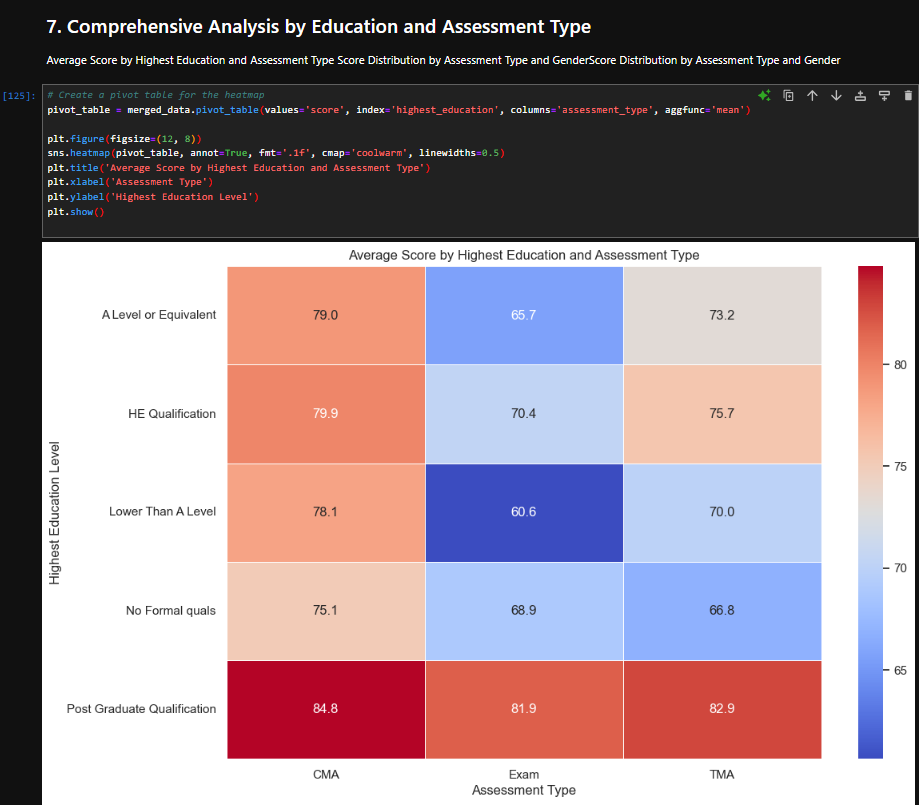 7. Comprehensive Analysis by Education and Assessment Type
Average Score by Highest Education and Assessment Type Score Distribution by Assessment Type and GenderScore Distribution by Assessment Type and Gender
[125]:
# Create a pivot table for the heatmap
pivot_table = merged_data.pivot_table(values='score', index='highest_education', columns='assessment_type', aggfunc='mean')
plt.figure(figsize=(12, 8))
sns.heatmap(pivot_table, annot=True, fmt='.1f', cmap='coolwarm', linewidths=0.5)
plt.title('Average Score by Highest Education and Assessment Type')
plt.xlabel('Assessment Type')
plt.ylabel('Highest Education Level')
plt.show()
Average Score by Highest Education and Assessment Type
Highest Education Level
A Level or Equivalent 79.0 65.7 73.2
HE Qualification 79.9 70.4 75.7
Lower Than A Level 78.1 60.6 70.0
No Formal quals 75.1 68.9 66.8
Post Graduate Qualification 84.8 81.9 82.9
CMA Exam TMA
Assessment Type
80
75
70
65